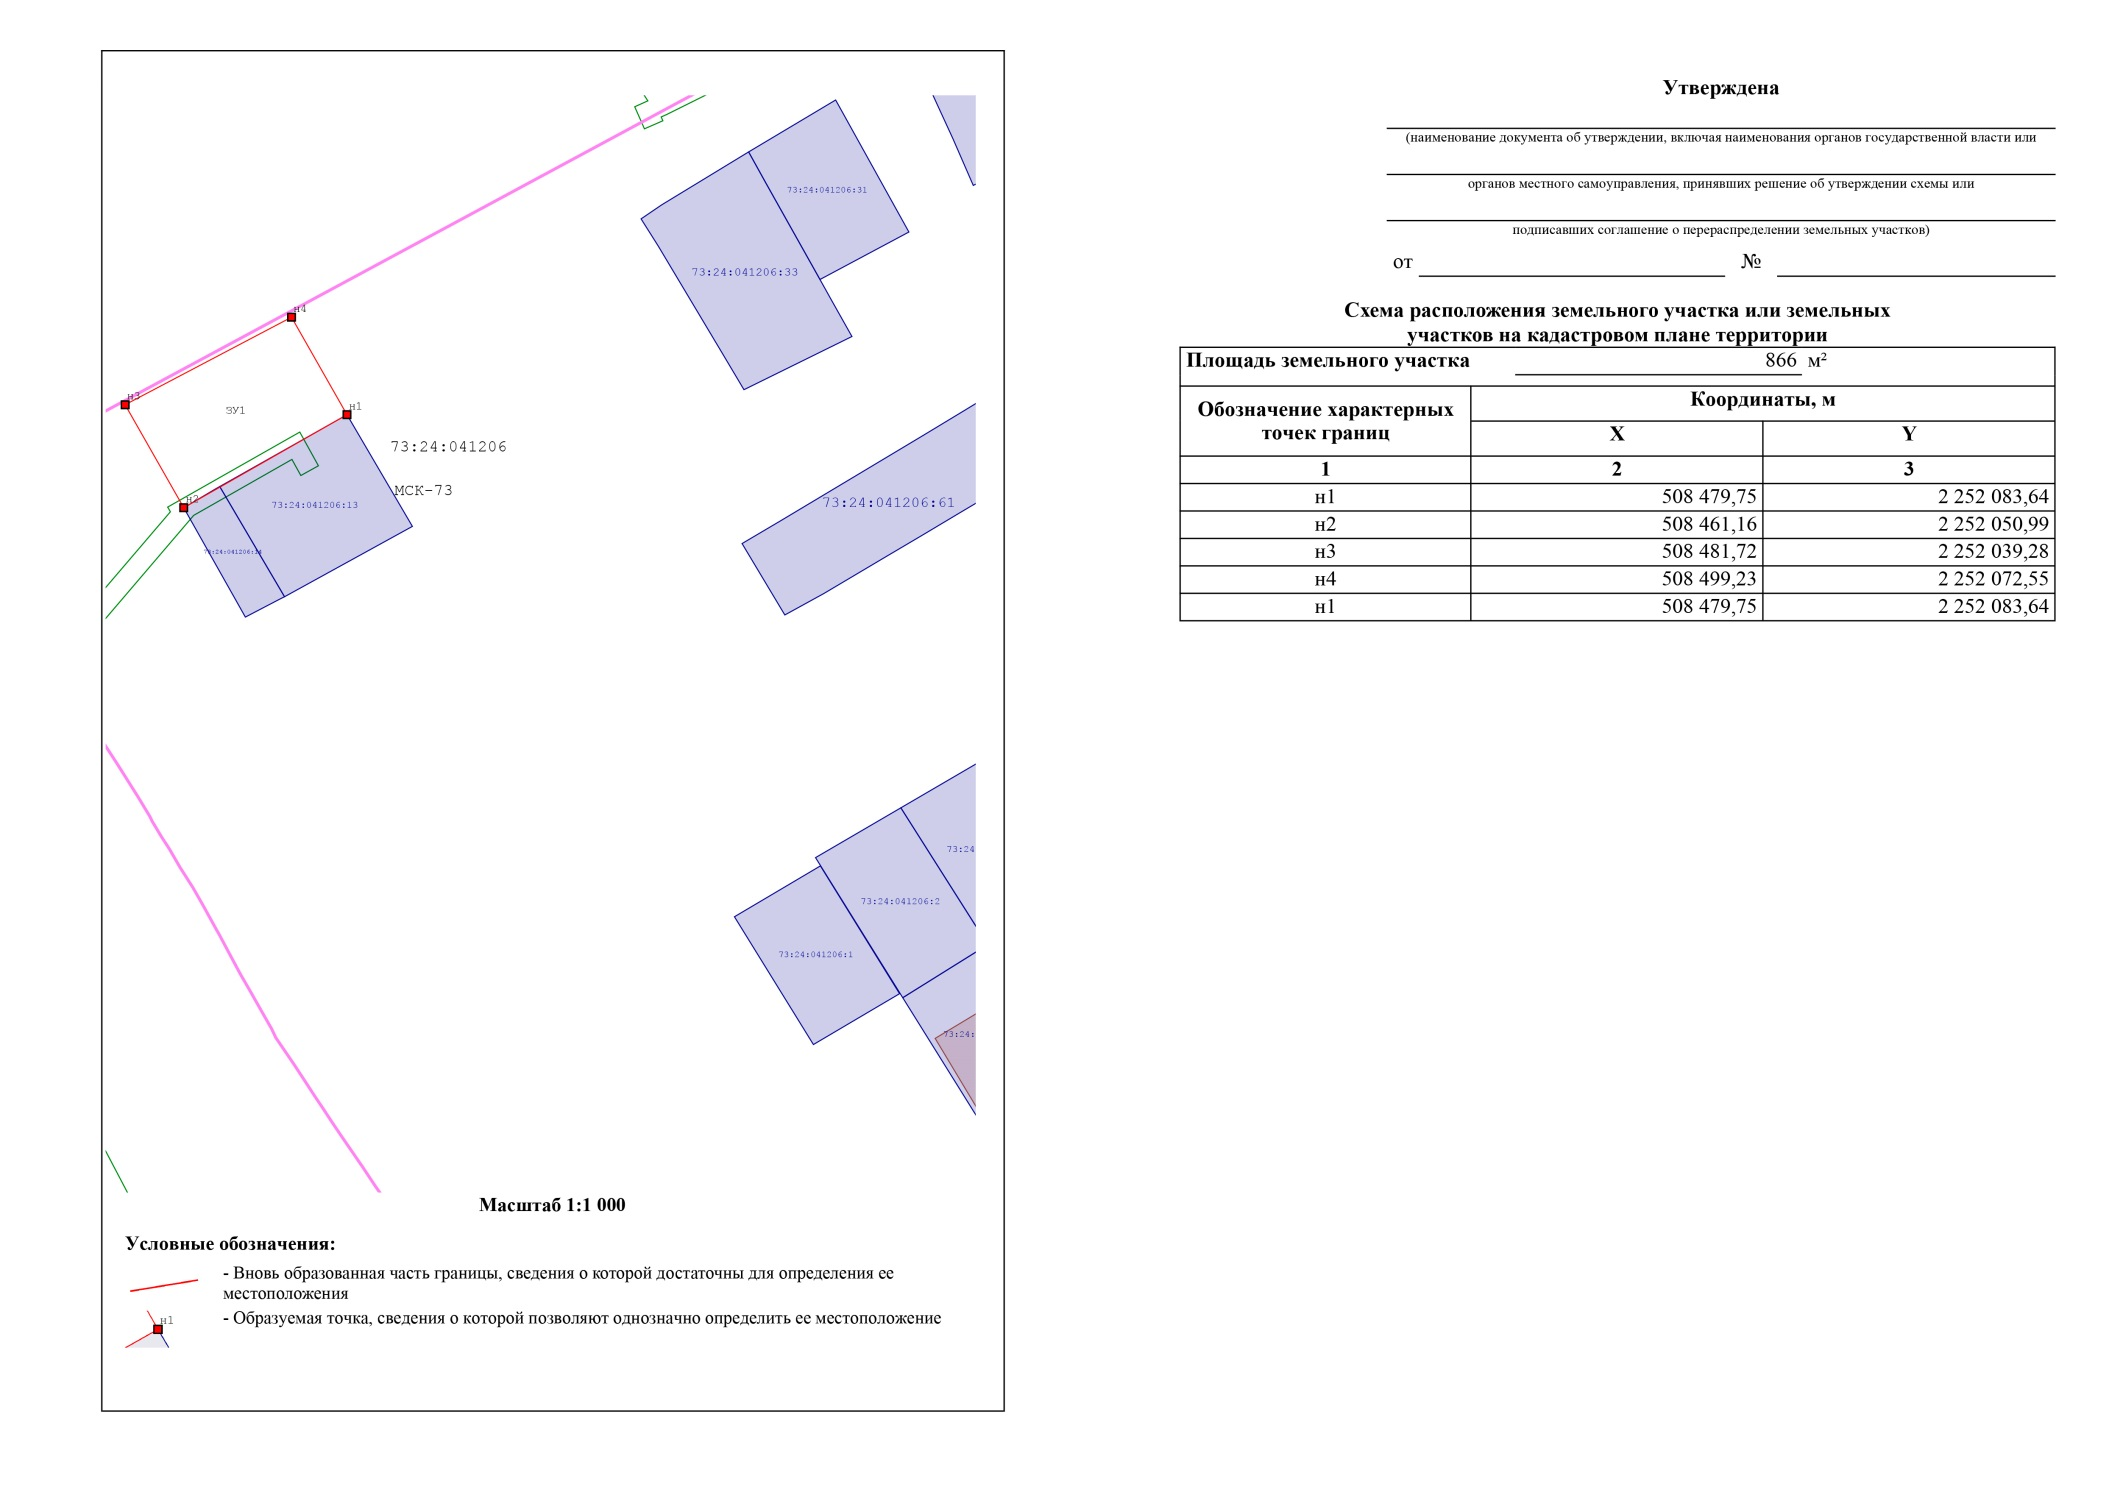 н4
н3
ЗУ1
н1
н2
73:24:041206
МСК-73
73:24:041206:13
73:24:041206:14
73:24:041206:31
73:24:041206:33
73:24:041206:61
73:24
73:24:041206:2
73:24:041206:1
73:24:
Масштаб 1:1 000
Условные обозначения:
- Вновь образованная часть границы, сведения о которой достаточны для определения ее
местоположения
н1
- Образуемая точка, сведения о которой позволяют однозначно определить ее местоположение
Утверждена
(наименование документа об утверждении, включая наименования органов государственной власти или
органов местного самоуправления, принявших решение об утверждении схемы или
подписавших соглашение о перераспределении земельных участков)
от №
Схема расположения земельного участка или земельных
участков на кадастровом плане территории
Площадь земельного участка 866 м²
Обозначение характерных
точек границ
Координаты, м
X Y
1 2 3
н1 508 479,75 2 252 083,64
н2 508 461,16 2 252 050,99
н3 508 481,72 2 252 039,28
н4 508 499,23 2 252 072,55
н1 508 479,75 2 252 083,64